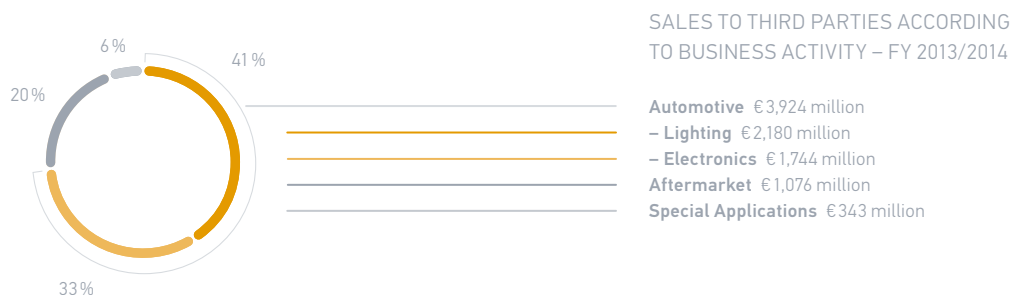 SALES TO THIRD PARTIES ACCORDING
TO BUSINESS ACTIVITY – FY 2013/2014
6 %
41 %
20 %
33 %
Automotive € 3,924 million
– Lighting € 2,180 million
– Electronics € 1,744 million
Aftermarket € 1,076 million
Special Applications € 343 million